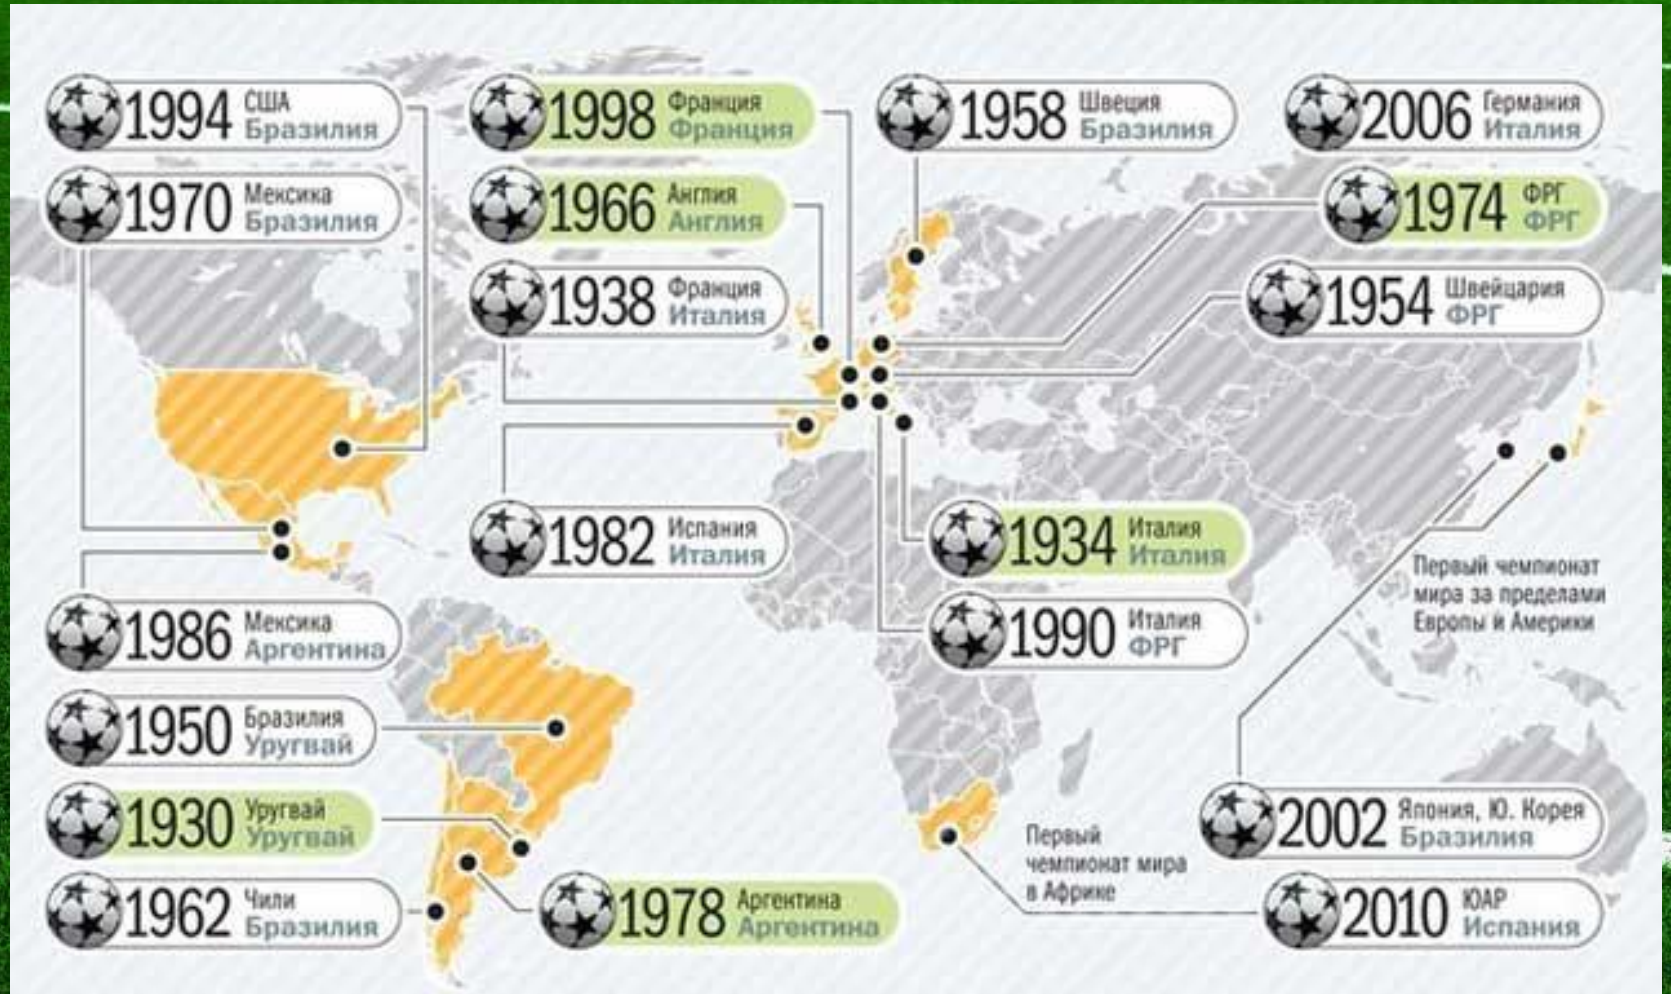 1994 США
Бразилия
1970 Мексика
Бразилия
1998 Франция
Франция
1966 Англия
Англия
1938 Франция
Италия
1958 Швеция
Бразилия
2006 Германия
Италия
1974 ФРГ
ФРГ
1954 Швейцария
ФРГ
1982 Испания
Италия
1934 Италия
Италия
1990 Италия
ФРГ
Первый чемпионат
мира за пределами
Европы и Америки
1986 Мексика
Аргентина
1950 Бразилия
Уругвай
1930 Уругвай
Уругвай
1962 Чили
Бразилия
1978 Аргентина
Аргентина
Первый
чемпионат мира
в Африке
2002 Япония, Ю. Корея
Бразилия
2010 ЮАР
Испания